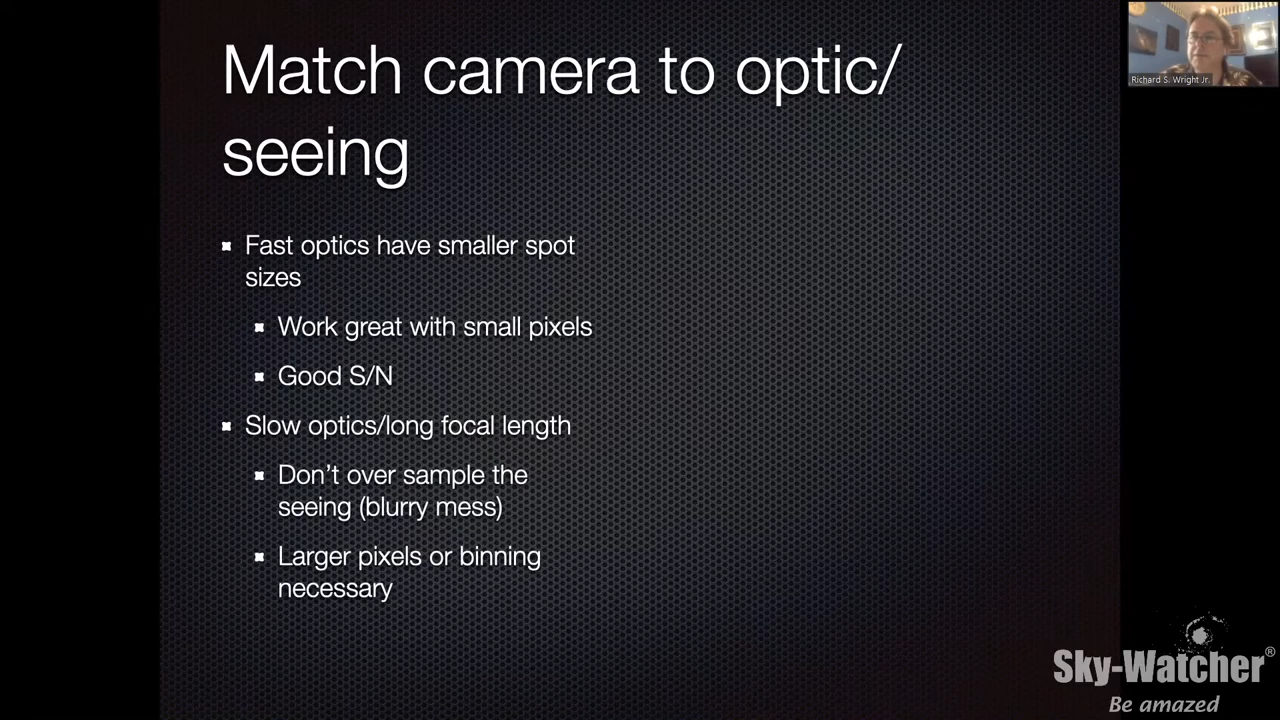 Match camera to optic/
seeing
Fast optics have smaller spot
sizes
Work great with small pixels
Good S/N
Slow optics/long focal length
Don't over sample the
seeing (blurry mess)
Larger pixels or binning
necessary
Richard S. Wright Jr.
Sky-Watcher®
Be amazed